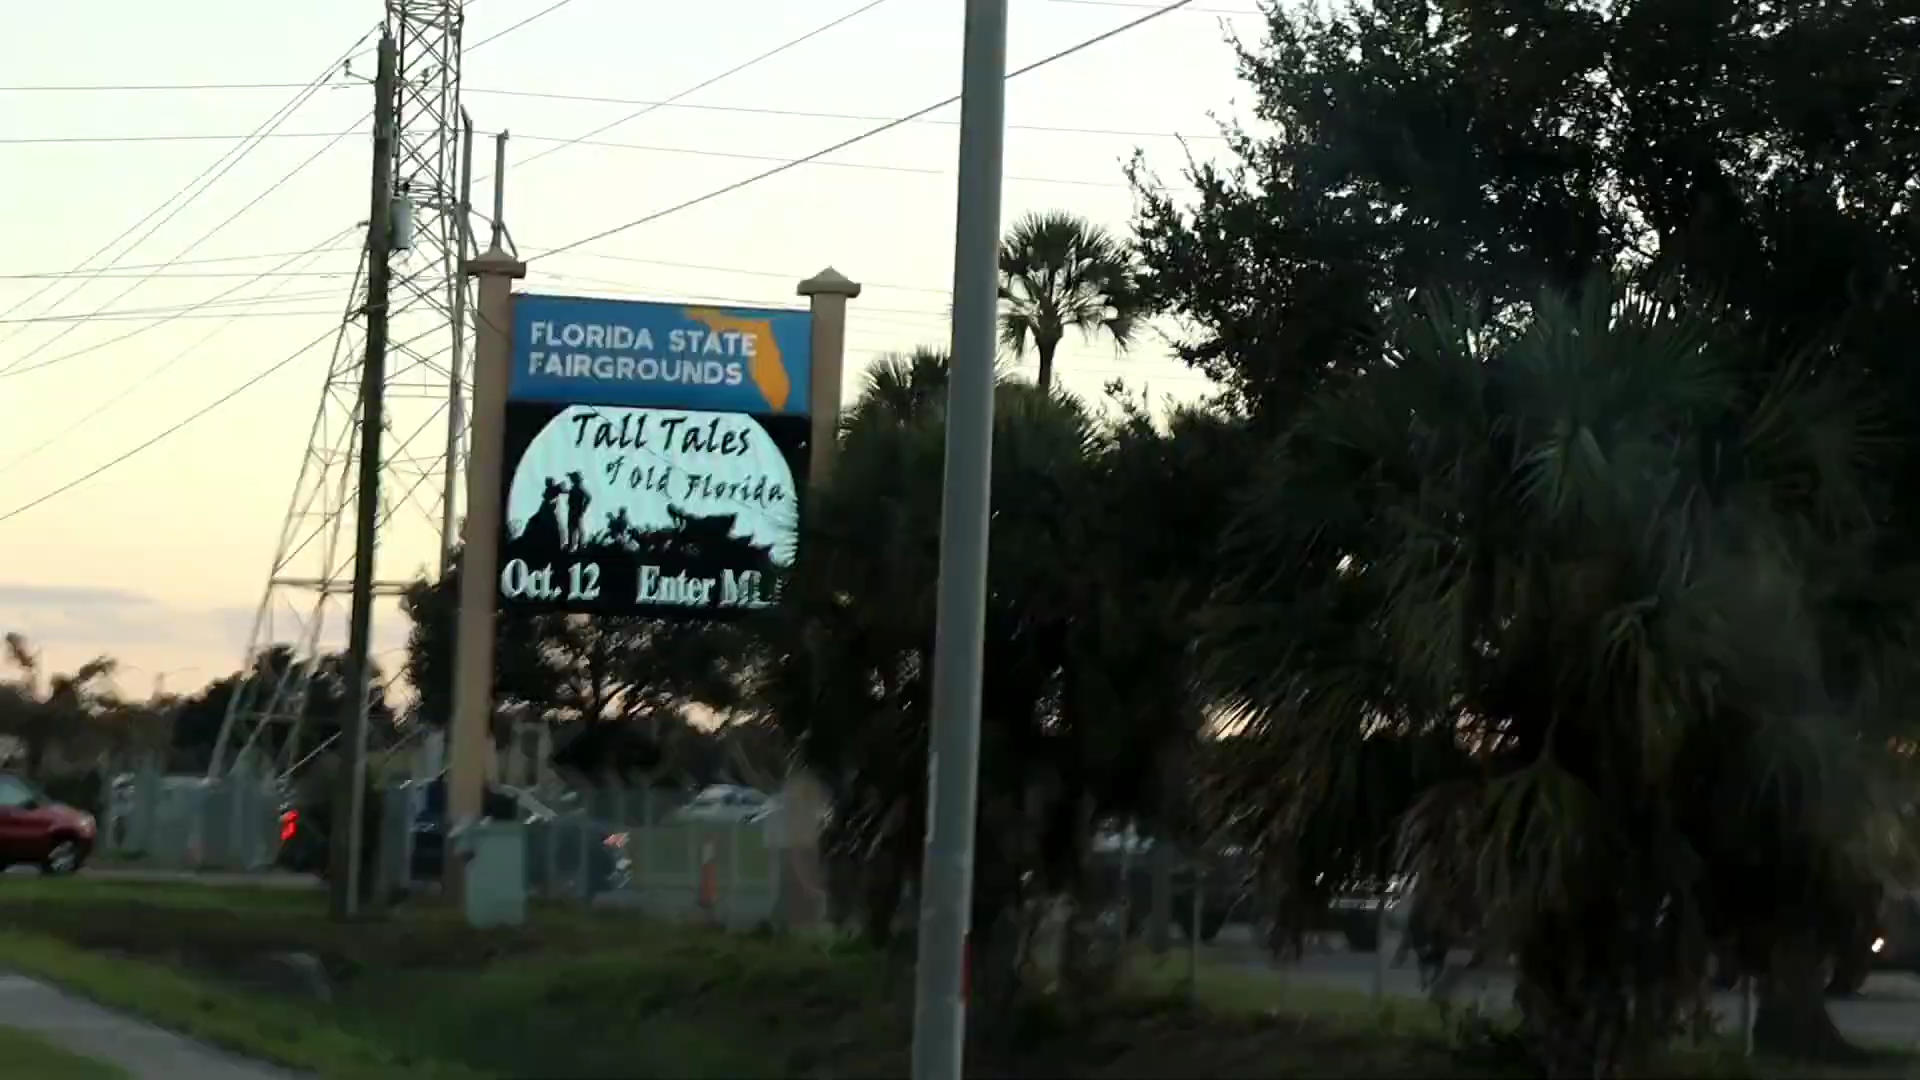 FLORIDA STATE
FAIRGROUNDS
Tall Tales
of Old Florida
Oct. 12 Enter